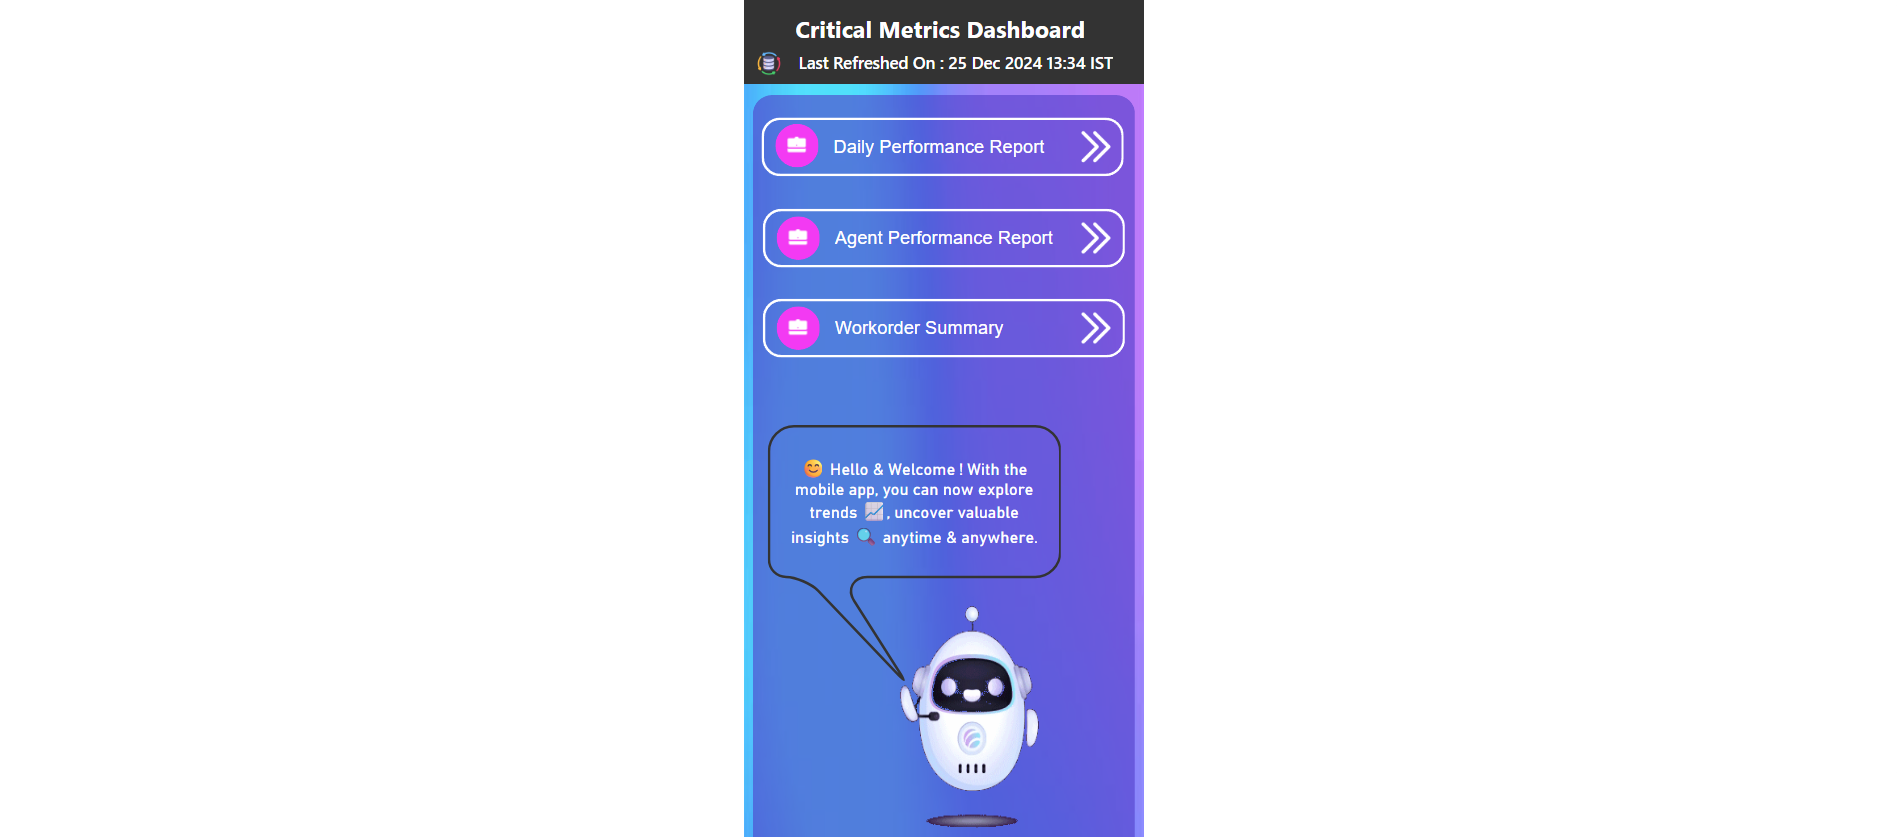 Critical Metrics Dashboard
Last Refreshed On : 25 Dec 2024 13:34 IST
Daily Performance Report
Agent Performance Report
Workorder Summary
😊 Hello & Welcome ! With the
mobile app, you can now explore
trends 📈, uncover valuable
insights 🔍 anytime & anywhere.